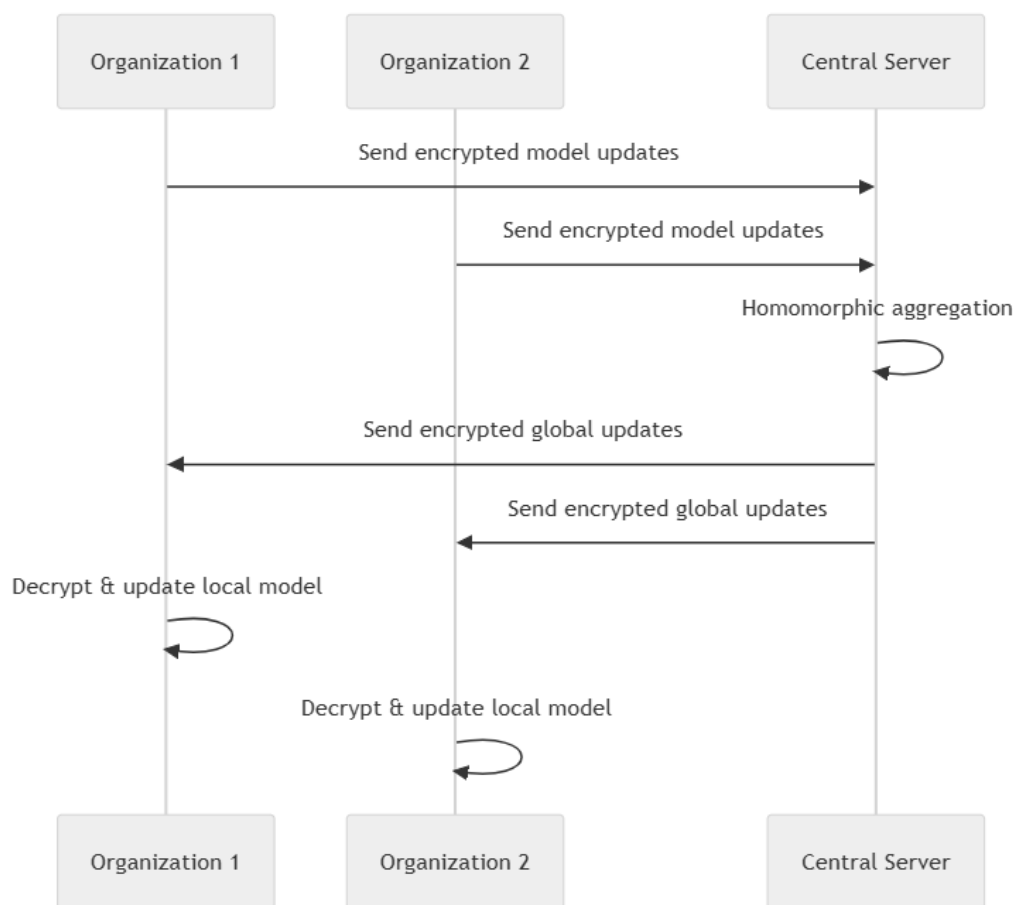 Organization 1
Organization 2
Central Server
Send encrypted model updates
Send encrypted model updates
Homomorphic aggregation
Send encrypted global updates
Send encrypted global updates
Decrypt & update local model
Decrypt & update local model
Organization 1
Organization 2
Central Server